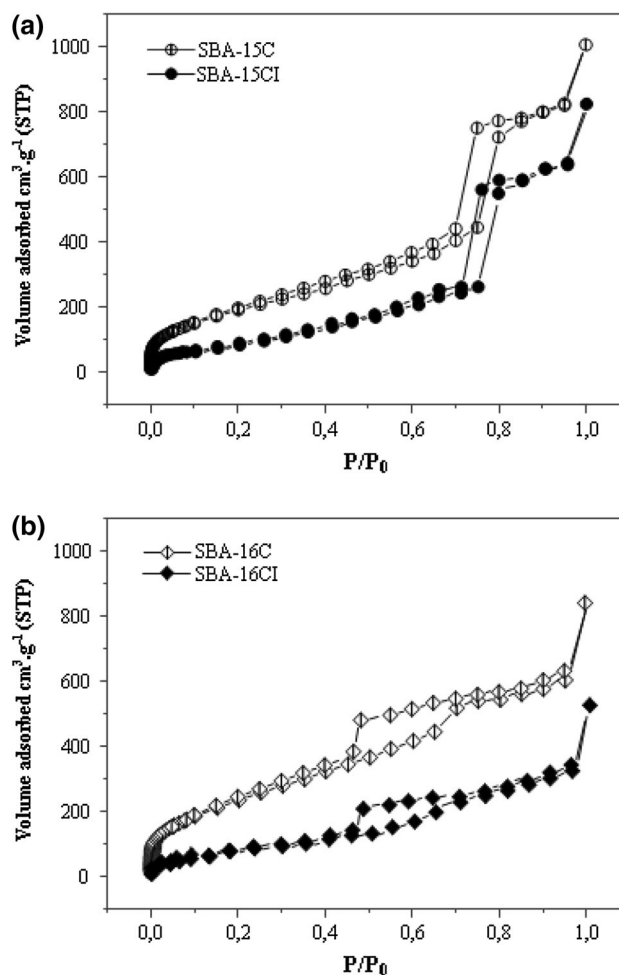 (a)
SBA-15C
SBA-15CI
Volume adsorbed cm³.g⁻¹ (STP)
1000
800
600
400
200
0
0,0 0,2 0,4 0,6 0,8 1,0
P/P₀
(b)
SBA-16C
SBA-16CI
Volume adsorbed cm³.g⁻¹ (STP)
1000
800
600
400
200
0
0,0 0,2 0,4 0,6 0,8 1,0
P/P₀